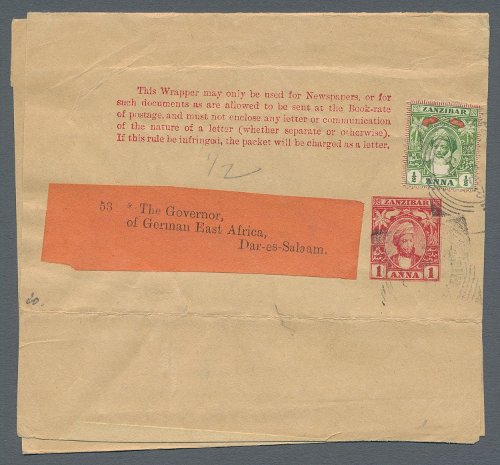 This Wrapper may only be used for Newspapers, or for
such documents as are allowed to be sent at the Book-rate
of postage, and must not enclose any letter or communication
of the nature of a letter (whether separate or otherwise).
If this rule be infringed, the packet will be charged as a letter.
ZANZIBAR
½ ½
ANNA
1/2
53 * The Governor,
of German East Africa,
Dar-es-Salaam.
ZANZIBAR
1 ANNA 1